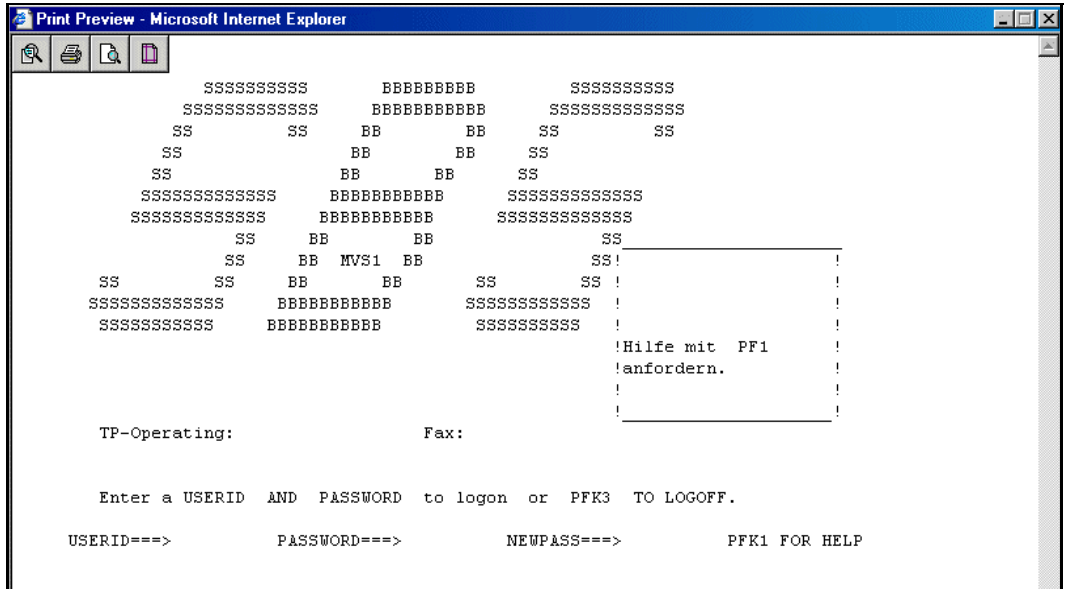 Print Preview - Microsoft Internet Explorer
SSSSSSSSSS BBBBBBBBB SSSSSSSSSS
SSSSSSSSSSSSS BBBBBBBBBBB SSSSSSSSSSSSS
SS SS BB BB SS SS
SS BB BB SS
SS BB BB SS
SSSSSSSSSSSSS BBBBBBBBBBB SSSSSSSSSSSSS
SSSSSSSSSSSSS BBBBBBBBBBB SSSSSSSSSSSSS
SS BB BB SS
SS BB MVS1 BB SS! !
SS SS BB BB SS SS ! !
SSSSSSSSSSSSS BBBBBBBBBBB SSSSSSSSSSSS ! !
SSSSSSSSSSS BBBBBBBBBBB SSSSSSSSSS ! !
!Hilfe mit PF1 !
!anfordern. !
! !
! !
TP-Operating: Fax:
Enter a USERID AND PASSWORD to logon or PFK3 TO LOGOFF.
USERID===> PASSWORD===> NEWPASS===> PFK1 FOR HELP